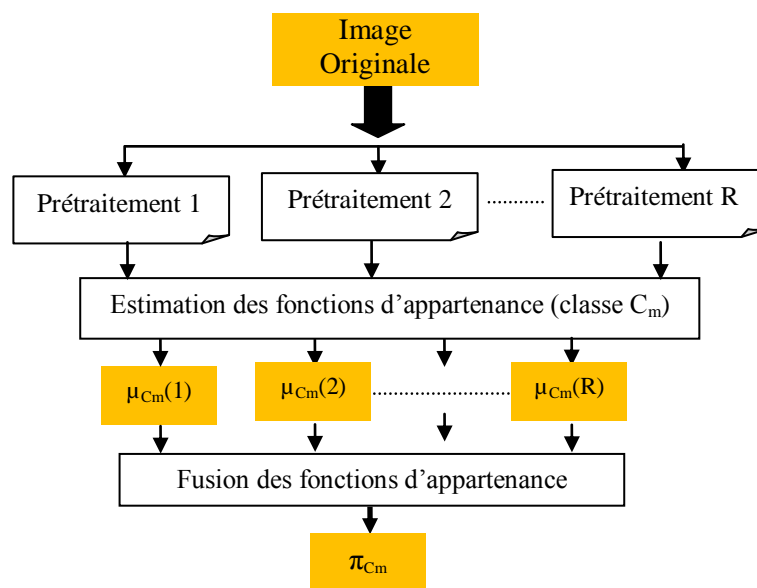 Image
Originale
Prétraitement 1
Prétraitement 2
Prétraitement R
Estimation des fonctions d’appartenance (classe Cm)
µCm(1)
µCm(2)
µCm(R)
Fusion des fonctions d’appartenance
πCm